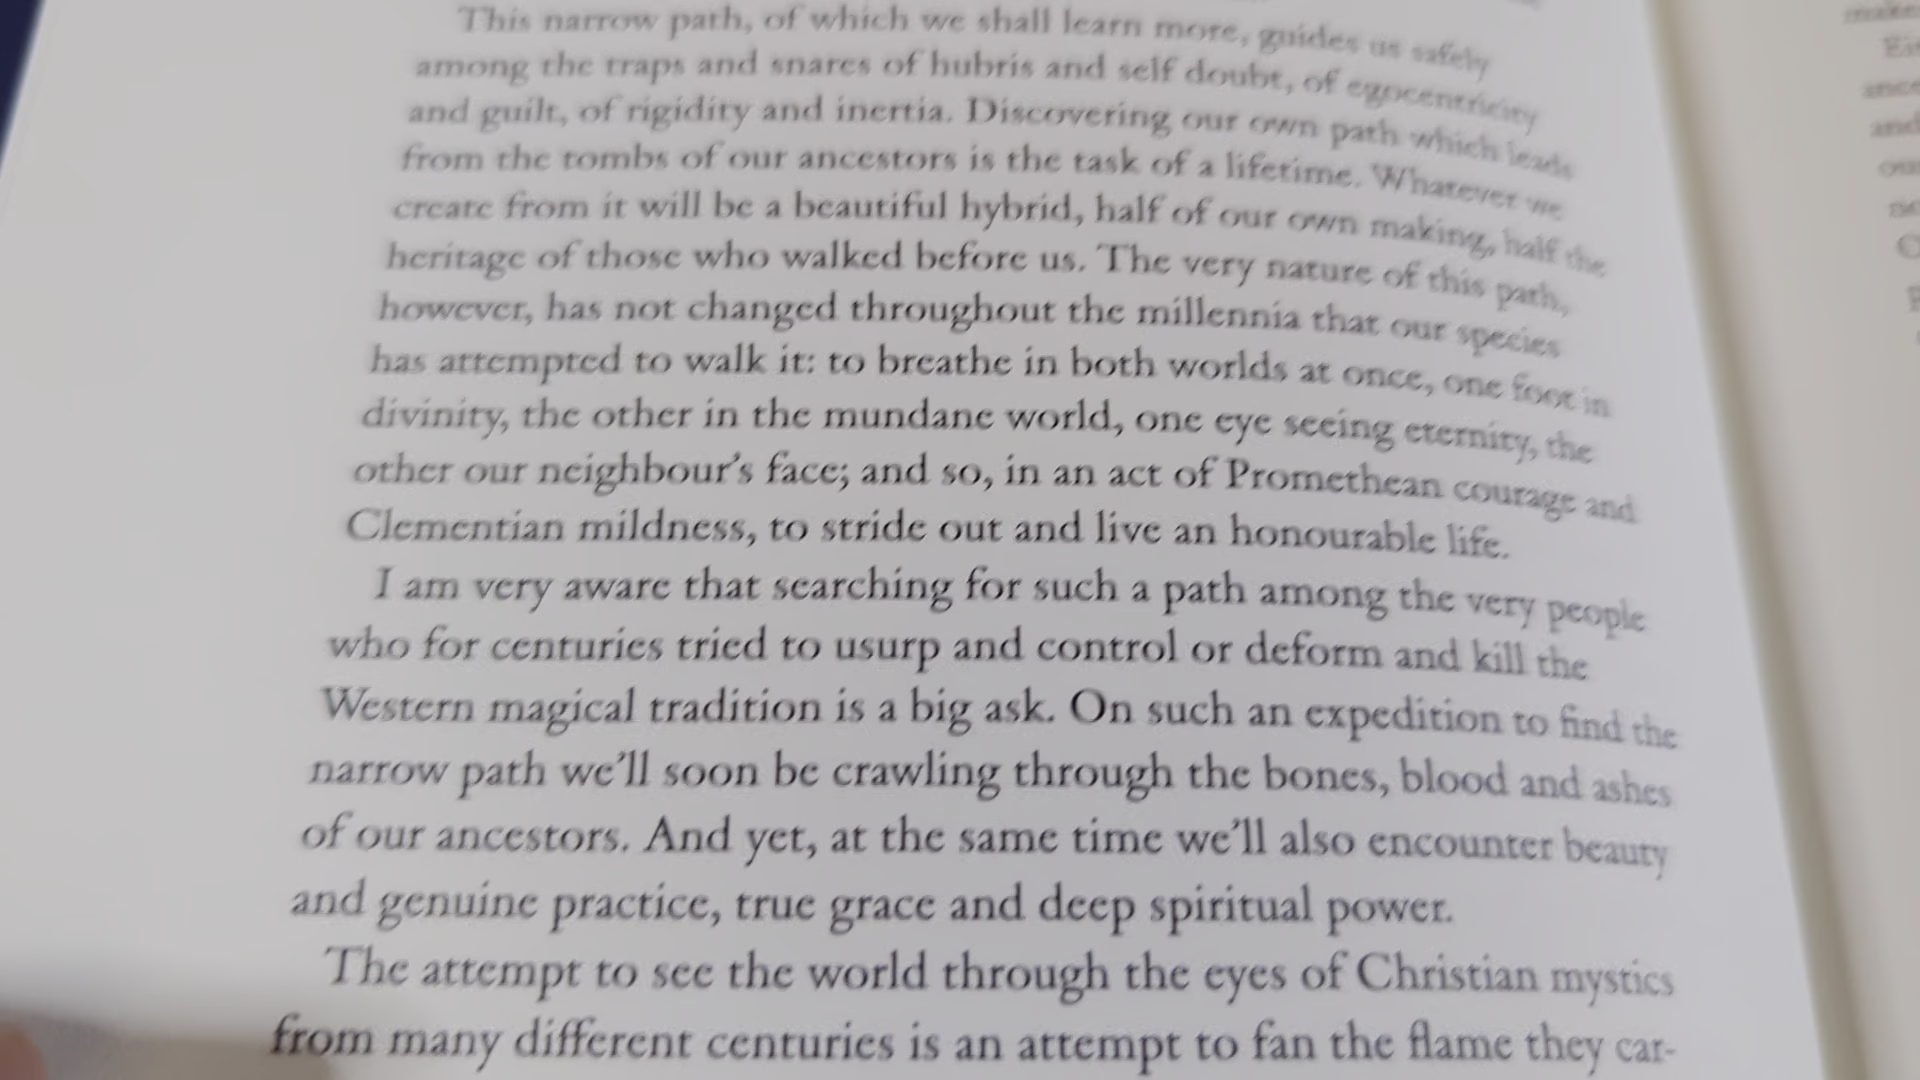 This narrow path, of which we shall learn more, guides us safely
among the traps and snares of hubris and self doubt, of egocentricity
and guilt, of rigidity and inertia. Discovering our own path which leads
from the tombs of our ancestors is the task of a lifetime. Whatever we
create from it will be a beautiful hybrid, half of our own making, half the
heritage of those who walked before us. The very nature of this path,
however, has not changed throughout the millennia that our species
has attempted to walk it: to breathe in both worlds at once, one foot in
divinity, the other in the mundane world, one eye seeing eternity, the
other our neighbour's face; and so, in an act of Promethean courage and
Clementian mildness, to stride out and live an honourable life.
I am very aware that searching for such a path among the very people
who for centuries tried to usurp and control or deform and kill the
Western magical tradition is a big ask. On such an expedition to find the
narrow path we'll soon be crawling through the bones, blood and ashes
of our ancestors. And yet, at the same time we'll also encounter beauty
and genuine practice, true grace and deep spiritual power.
The attempt to see the world through the eyes of Christian mystics
from many different centuries is an attempt to fan the flame they car-